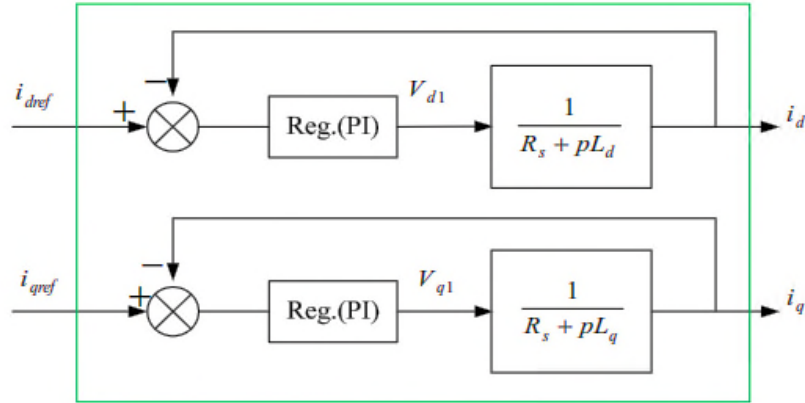 −
i_dref + Reg.(PI) V_d1 1 / (R_s + pL_d) i_d
−
i_qref + Reg.(PI) V_q1 1 / (R_s + pL_q) i_q